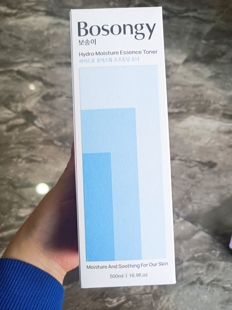 Bosongy
보송이
Hydro Moisture Essence Toner
Moisture And Soothing For Our Skin
500ml | 16.9fl.oz